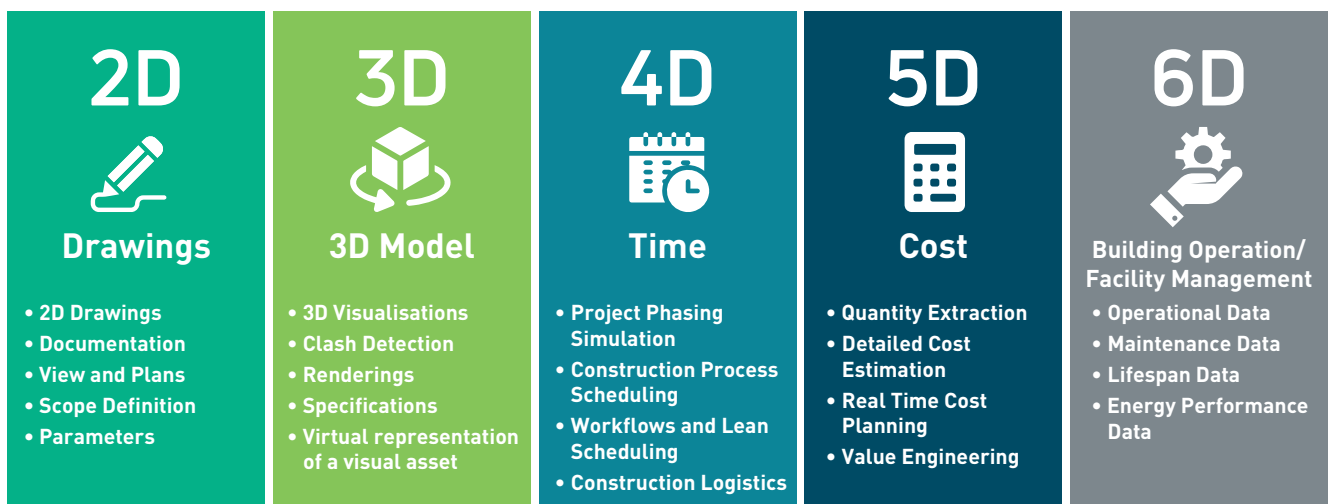 2D
Drawings
• 2D Drawings
• Documentation
• View and Plans
• Scope Definition
• Parameters
3D
3D Model
• 3D Visualisations
• Clash Detection
• Renderings
• Specifications
• Virtual representation
of a visual asset
4D
Time
• Project Phasing
Simulation
• Construction Process
Scheduling
• Workflows and Lean
Scheduling
• Construction Logistics
5D
Cost
• Quantity Extraction
• Detailed Cost
Estimation
• Real Time Cost
Planning
• Value Engineering
6D
Building Operation/
Facility Management
• Operational Data
• Maintenance Data
• Lifespan Data
• Energy Performance
Data